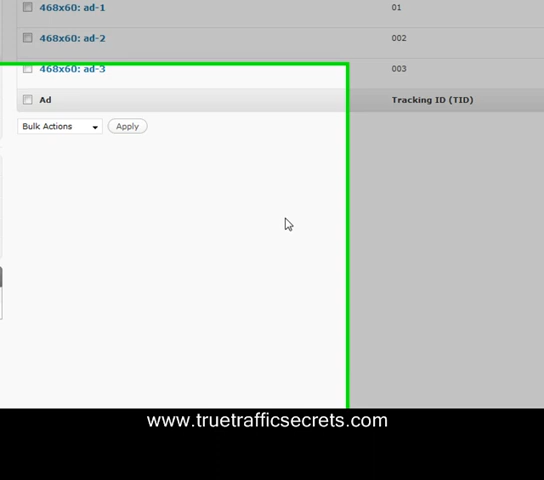 468x60: ad-1 01
468x60: ad-2 002
468x60: ad-3 003
Ad Tracking ID (TID)
Bulk Actions Apply
www.truetrafficsecrets.com